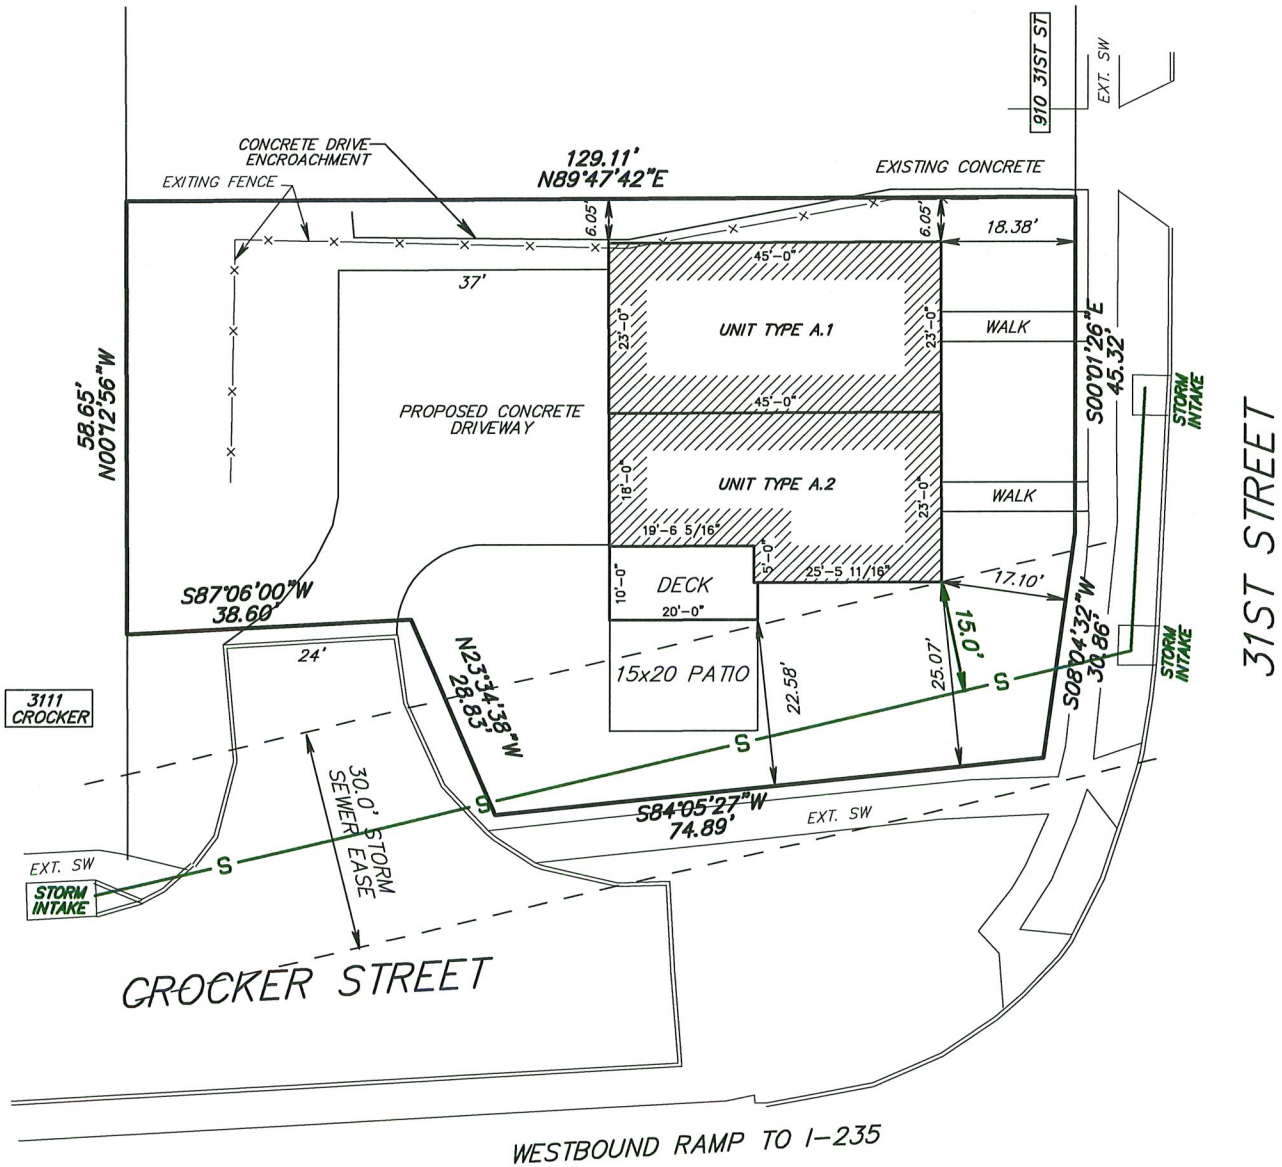 910 31ST ST
EXT. SW
CONCRETE DRIVE
ENCROACHMENT
129.11'
N89°47'42"E
EXISTING CONCRETE
EXITING FENCE
6.05'
6.05'
18.38'
37'
45'-0"
23'-0"
UNIT TYPE A.1
23'-0"
WALK
S00°01'26"E
45.32'
58.65'
N00°12'56"W
STORM
INTAKE
45'-0"
PROPOSED CONCRETE
DRIVEWAY
31ST STREET
18'-0"
UNIT TYPE A.2
23'-0"
WALK
19'-6 5/16"
5'-0"
25'-5 11/16"
S87°06'00"W
38.60'
10'-0"
DECK
20'-0"
17.10'
S08°04'32"W
30.86'
15.0'
25.07'
STORM
INTAKE
24'
N23°34'38"W
28.83'
15x20 PATIO
22.58'
S
3111
CROCKER
S
30.0' STORM
SEWER EASE
S
S84°05'27"W
74.89'
EXT. SW
EXT. SW
S
STORM
INTAKE
CROCKER STREET
WESTBOUND RAMP TO I-235